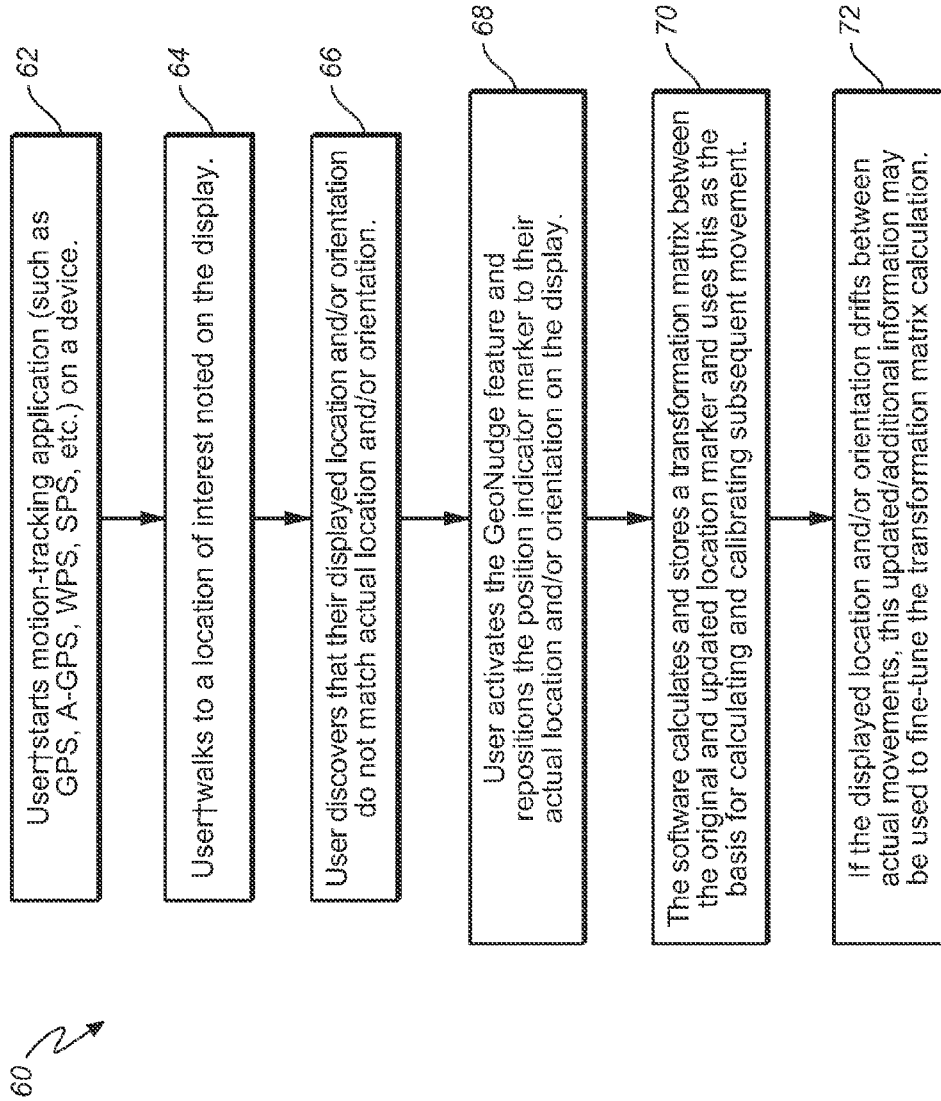 60
62
User†starts motion-tracking application (such as
GPS, A-GPS, WPS, SPS, etc.) on a device.
64
User†walks to a location of interest noted on the display.
66
User discovers that their displayed location and/or orientation
do not match actual location and/or orientation.
68
User activates the GeoNudge feature and
repositions the position indicator marker to their
actual location and/or orientation on the display.
70
The software calculates and stores a transformation matrix between
the original and updated location marker and uses this as the
basis for calculating and calibrating subsequent movement.
72
If the displayed location and/or orientation drifts between
actual movements, this updated/additional information may
be used to fine-tune the transformation matrix calculation.